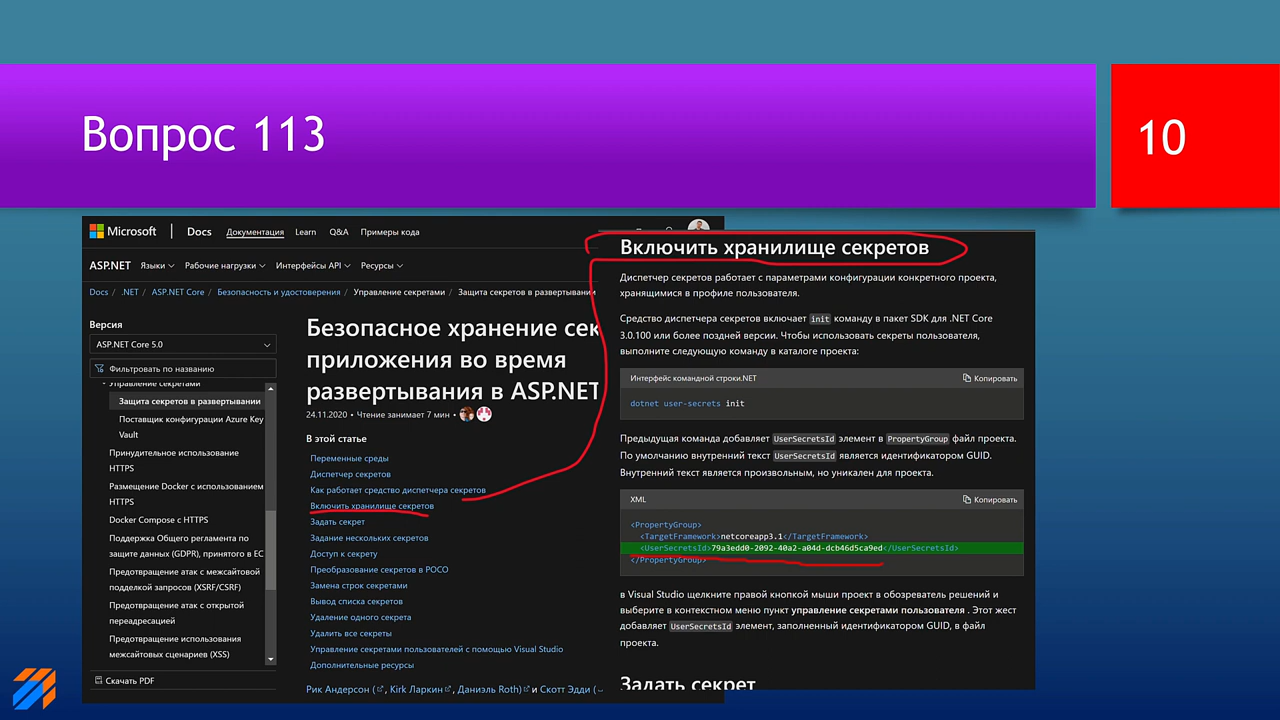 Вопрос 113
10
Microsoft
Docs
Документация
Learn
Q&A
Примеры кода
ASP.NET
Языки
Рабочие нагрузки
Интерфейсы API
Ресурсы
Docs / .NET / ASP.NET Core / Безопасность и удостоверения / Управление секретами / Защита секретов в развертывании
Версия
ASP.NET Core 5.0
Фильтровать по названию
Управление секретами
Защита секретов в развертывании
Поставщик конфигурации Azure Key
Vault
Принудительное использование
HTTPS
Размещение Docker с использованием
HTTPS
Docker Compose с HTTPS
Поддержка Общего регламента по
защите данных (GDPR), принятого в ЕС
Предотвращение атак с межсайтовой
подделкой запросов (XSRF/CSRF)
Предотвращение атак с открытой
переадресацией
Предотвращение использования
межсайтовых сценариев (XSS)
Скачать PDF
Безопасное хранение сек
приложения во время
развертывания в ASP.NET
24.11.2020 • Чтение занимает 7 мин •
В этой статье
Переменные среды
Диспетчер секретов
Как работает средство диспетчера секретов
Включить хранилище секретов
Задать секрет
Задание нескольких секретов
Доступ к секрету
Преобразование секретов в POCO
Замена строк секретами
Вывод списка секретов
Удаление одного секрета
Удалить все секреты
Управление секретами пользователей с помощью Visual Studio
Дополнительные ресурсы
Рик Андерсон (, Kirk Ларкин, Даниэль Roth) и Скотт Эдди (
Включить хранилище секретов
Диспетчер секретов работает с параметрами конфигурации конкретного проекта,
хранящимися в профиле пользователя.
Средство диспетчера секретов включает init команду в пакет SDK для .NET Core
3.0.100 или более поздней версии. Чтобы использовать секреты пользователя,
выполните следующую команду в каталоге проекта:
Интерфейс командной строки.NET
Копировать
dotnet user-secrets init
Предыдущая команда добавляет UserSecretsId элемент в PropertyGroup файл проекта.
По умолчанию внутренний текст UserSecretsId является идентификатором GUID.
Внутренний текст является произвольным, но уникален для проекта.
XML
Копировать
<PropertyGroup>
<TargetFramework>netcoreapp3.1</TargetFramework>
<UserSecretsId>79a3edd0-2092-40a2-a04d-dcb46d5ca9ed</UserSecretsId>
</PropertyGroup>
в Visual Studio щелкните правой кнопкой мыши проект в обозреватель решений и
выберите в контекстном меню пункт управление секретами пользователя . Этот жест
добавляет UserSecretsId элемент, заполненный идентификатором GUID, в файл
проекта.
Задать секрет